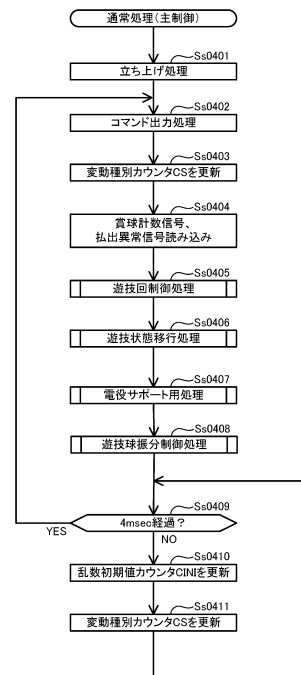 通常処理(主制御)
Ss0401
立ち上げ処理
Ss0402
コマンド出力処理
Ss0403
変動種別カウンタCSを更新
Ss0404
賞球計数信号、
払出異常信号読み込み
Ss0405
遊技回制御処理
Ss0406
遊技状態移行処理
Ss0407
電役サポート用処理
Ss0408
遊技球振分制御処理
Ss0409
4msec経過?
YES
NO
Ss0410
乱数初期値カウンタCINIを更新
Ss0411
変動種別カウンタCSを更新